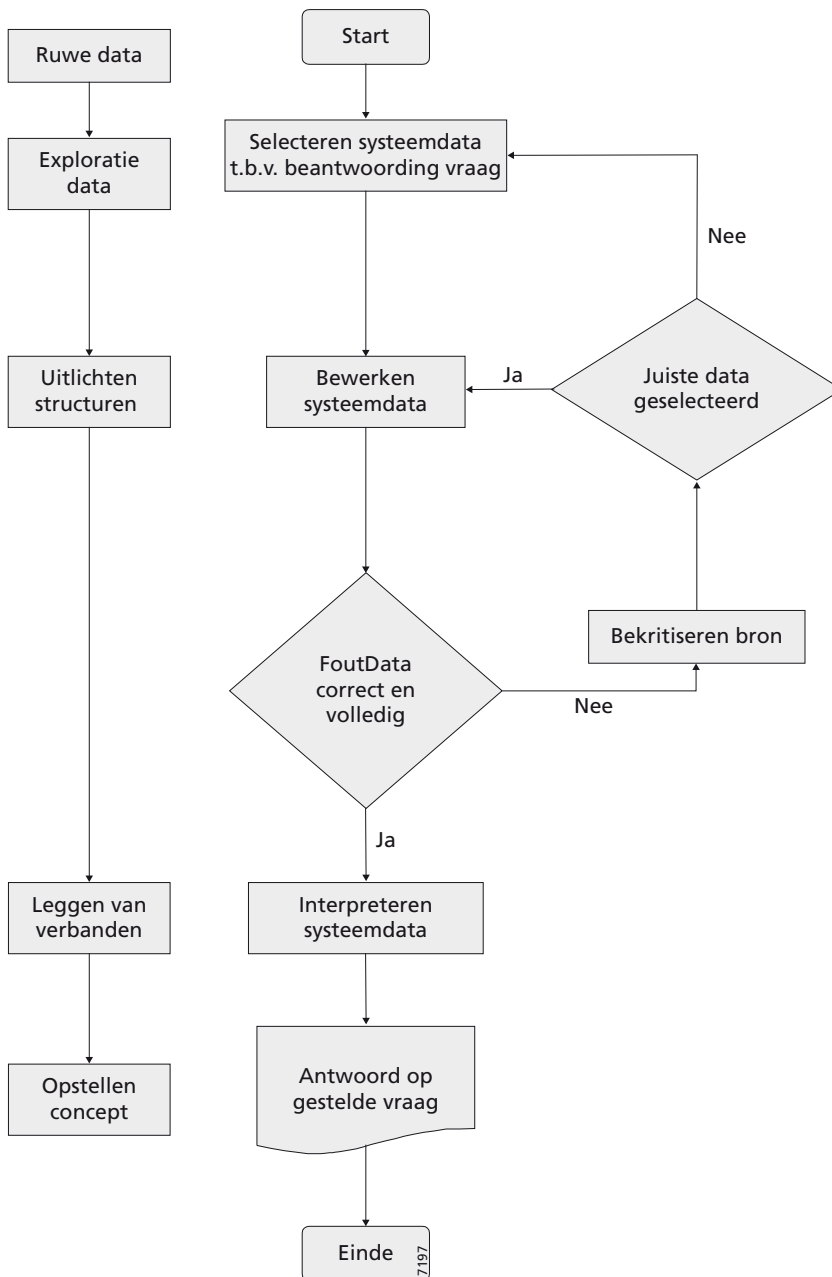 Ruwe data
Exploratie
data
Uitlichten
structuren
Leggen van
verbanden
Opstellen
concept
Start
Selecteren systeemdata
t.b.v. beantwoording vraag
Nee
Bewerken
systeemdata
Ja
Juiste data
geselecteerd
Bekritiseren bron
FoutData
correct en
volledig
Nee
Ja
Interpreteren
systeemdata
Antwoord op
gestelde vraag
Einde
7197